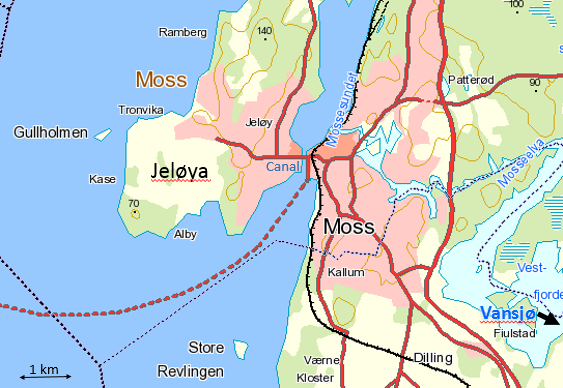 100
Ramberg
140
Moss
Mossesundet
Patterød
90
Tronvika
Jeløy
Gullholmen
Mosseelva
Canal
Kase
Jeløya
70
Alby
Moss
Kallum
Vest-
fjorde
Vansjø
Fiulstad
Store
Revlingen
Værne
Kloster
Dilling
1 km